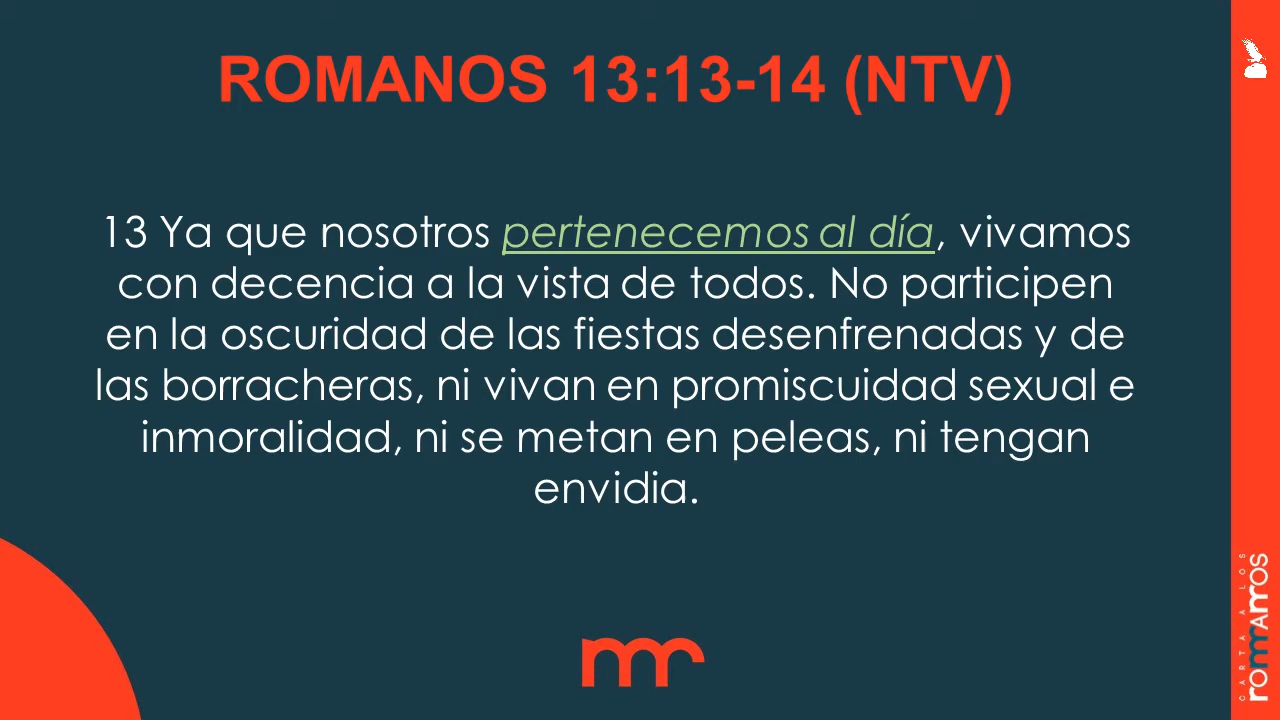 ROMANOS 13:13-14 (NTV)
13 Ya que nosotros pertenecemos al día, vivamos
con decencia a la vista de todos. No participen
en la oscuridad de las fiestas desenfrenadas y de
las borracheras, ni vivan en promiscuidad sexual e
inmoralidad, ni se metan en peleas, ni tengan
envidia.
CARTA A LOS
romanos